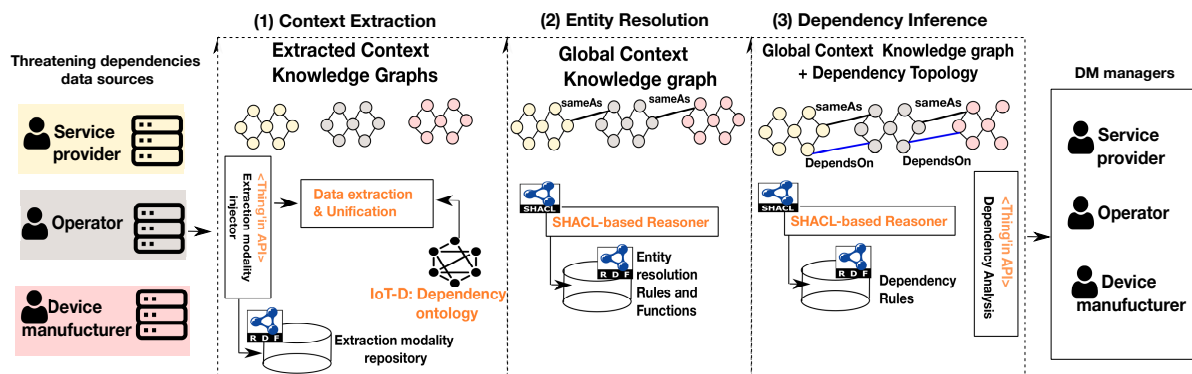 (1) Context Extraction
(2) Entity Resolution
(3) Dependency Inference
Threatening dependencies
data sources
Service
provider
Operator
Device
manufucturer
Extracted Context
Knowledge Graphs
<Thing'in API>
Extraction modality
injector
Data extraction
& Unification
IoT-D: Dependency
ontology
RDF
Extraction modality
repository
Global Context
Knowledge graph
sameAs
sameAs
SHACL
SHACL-based Reasoner
RDF
Entity
resolution
Rules and
Functions
Global Context Knowledge graph
+ Dependency Topology
sameAs
sameAs
DependsOn
DependsOn
SHACL
SHACL-based Reasoner
RDF
Dependency
Rules
<Thing'in API>
Dependency Analysis
DM managers
Service
provider
Operator
Device
manufacturer